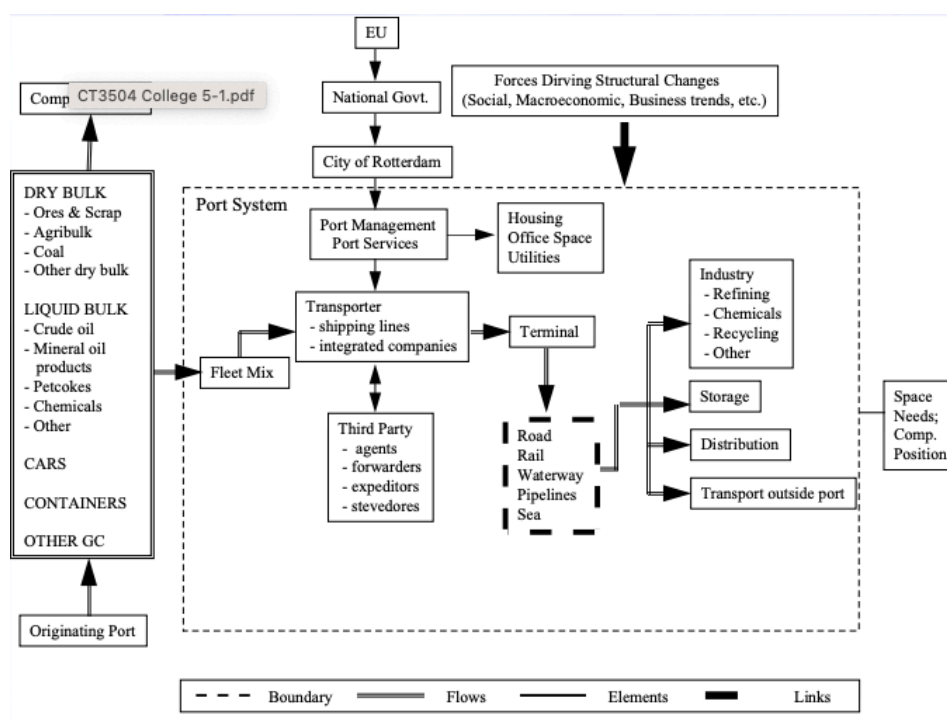 EU
National Govt.
City of Rotterdam
Forces Dirving Structural Changes
(Social, Macroeconomic, Business trends, etc.)
Comp
CT3504 College 5-1.pdf
DRY BULK
- Ores & Scrap
- Agribulk
- Coal
- Other dry bulk
LIQUID BULK
- Crude oil
- Mineral oil
products
- Petcokes
- Chemicals
- Other
CARS
CONTAINERS
OTHER GC
Originating Port
Port System
Port Management
Port Services
Housing
Office Space
Utilities
Fleet Mix
Transporter
- shipping lines
- integrated companies
Terminal
Third Party
- agents
- forwarders
- expeditors
- stevedores
Road
Rail
Waterway
Pipelines
Sea
Industry
- Refining
- Chemicals
- Recycling
- Other
Storage
Distribution
Transport outside port
Space
Needs;
Comp.
Position
Boundary
Flows
Elements
Links